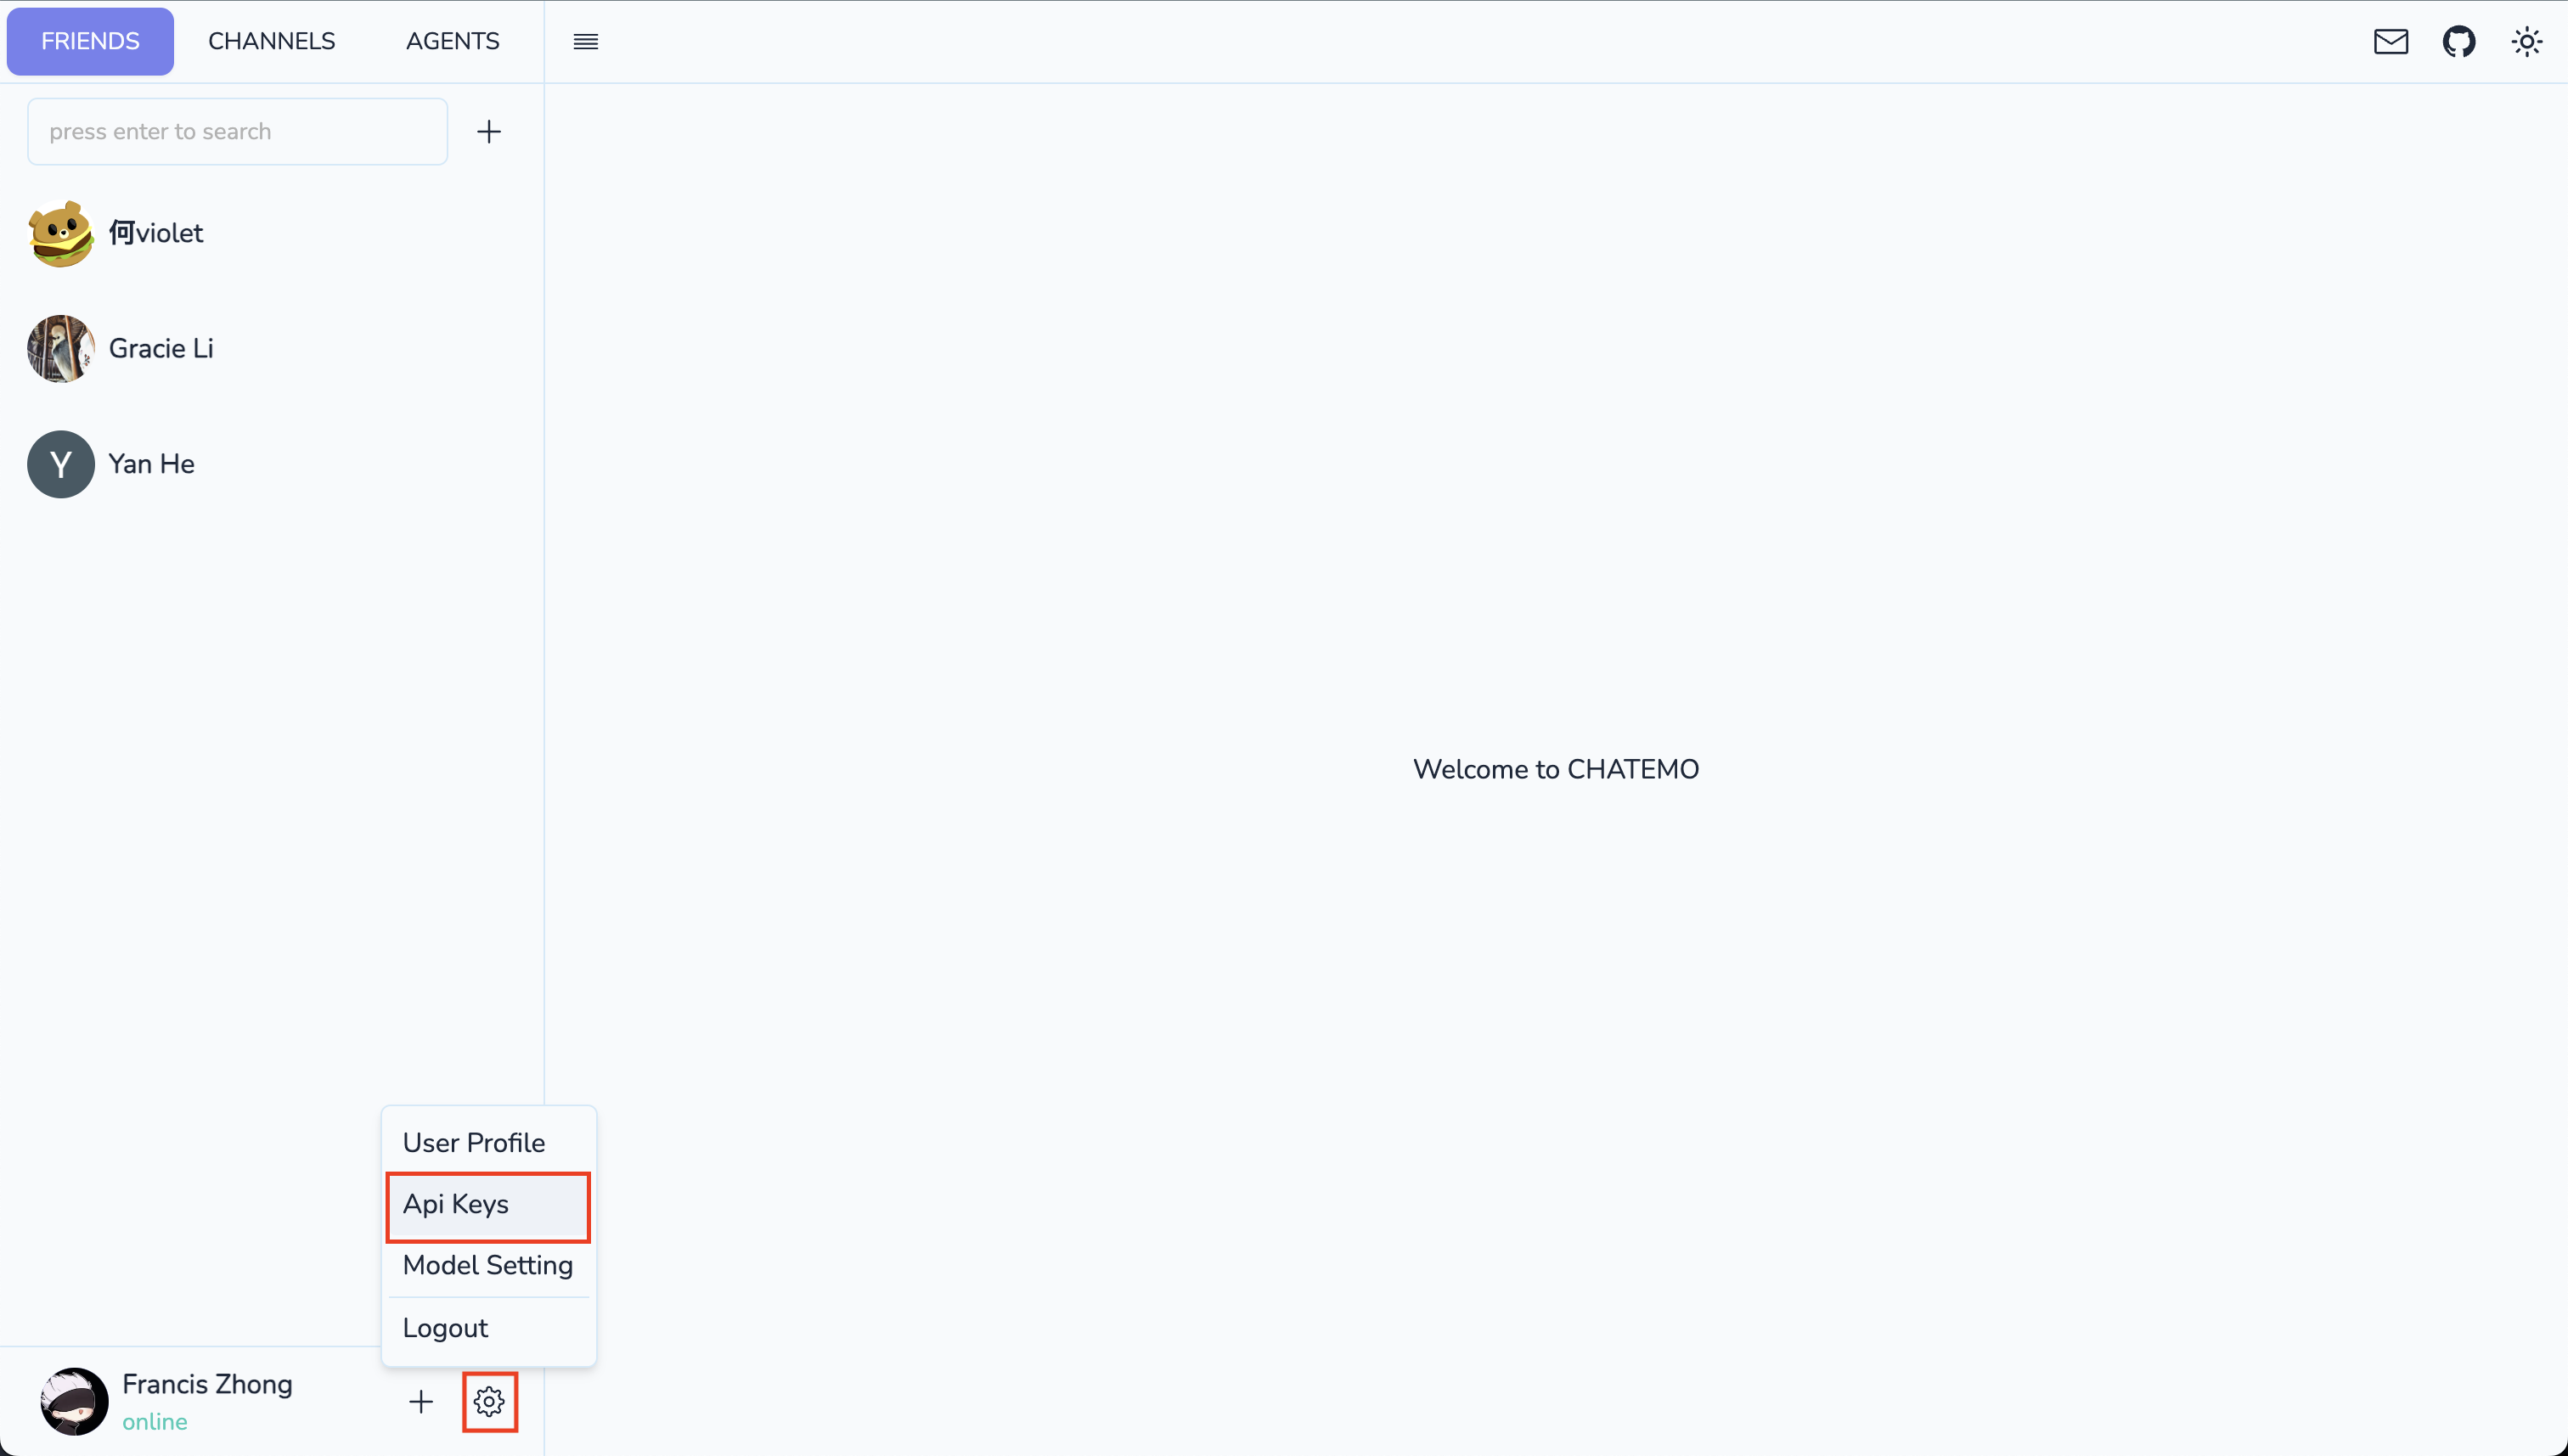 FRIENDS
CHANNELS
AGENTS
press enter to search
何violet
Gracie Li
Y
Yan He
Welcome to CHATEMO
User Profile
Api Keys
Model Setting
Logout
Francis Zhong
online